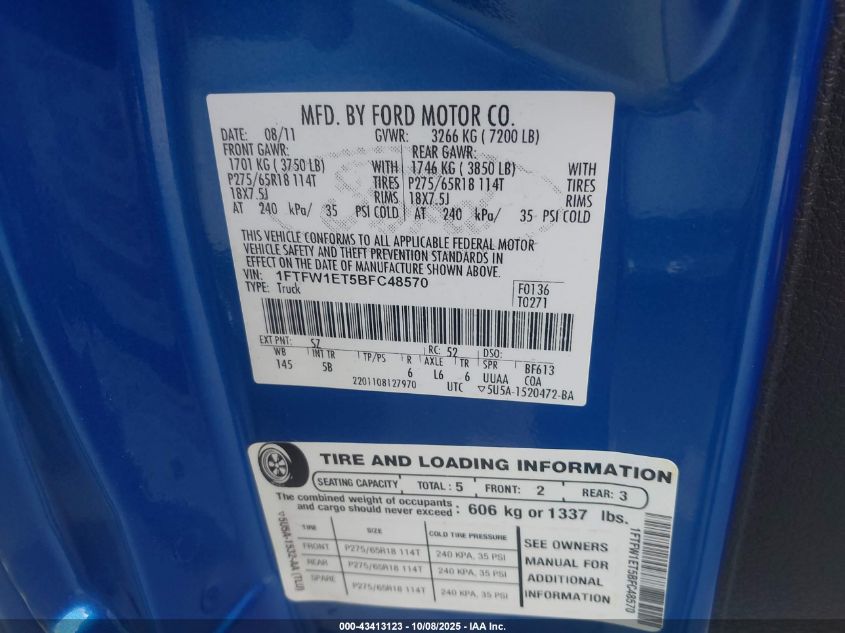 MFD. BY FORD MOTOR CO.
DATE: 08/11 GVWR: 3266 KG ( 7200 LB)
FRONT GAWR: REAR GAWR:
1701 KG ( 3750 LB) WITH 1746 KG ( 3850 LB) WITH
P275/65R18 114T TIRES P275/65R18 114T TIRES
18X7.5J RIMS 18X7.5J RIMS
AT 240 kPa/ 35 PSI COLD AT 240 kPa/ 35 PSI COLD
THIS VEHICLE CONFORMS TO ALL APPLICABLE FEDERAL MOTOR
VEHICLE SAFETY AND THEFT PREVENTION STANDARDS IN
EFFECT ON THE DATE OF MANUFACTURE SHOWN ABOVE.
VIN: 1FTFW1ET5BFC48570
TYPE: Truck
F0136
T0271
EXT PNT: SZ RC: 52 DSO:
WB INT TR TP/PS R AXLE TR SPR BF613
145 5B 6 L6 6 UUAA COA
2201108127970 UTC ▽5U5A-1520472-BA
TIRE AND LOADING INFORMATION
SEATING CAPACITY TOTAL : 5 FRONT: 2 REAR: 3
The combined weight of occupants
and cargo should never exceed : 606 kg or 1337 lbs.
TIRE SIZE COLD TIRE PRESSURE
FRONT P275/65R18 114T 240 KPA, 35 PSI
REAR P275/65R18 114T 240 KPA, 35 PSI
SPARE P275/65R18 114T 240 KPA, 35 PSI
SEE OWNERS
MANUAL FOR
ADDITIONAL
INFORMATION
▽5U5A-1532-AA (TLI)
1FTFW1ET5BFC48570
000-43413123 - 10/08/2025 - IAA Inc.